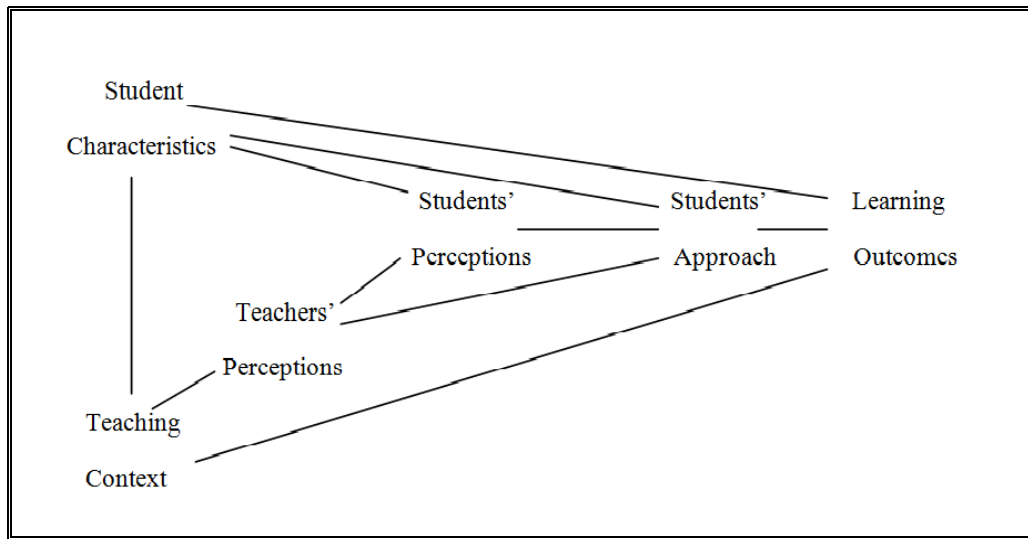 Student
Characteristics
Students'
Perceptions
Students'
Approach
Learning
Outcomes
Teachers'
Perceptions
Teaching
Context